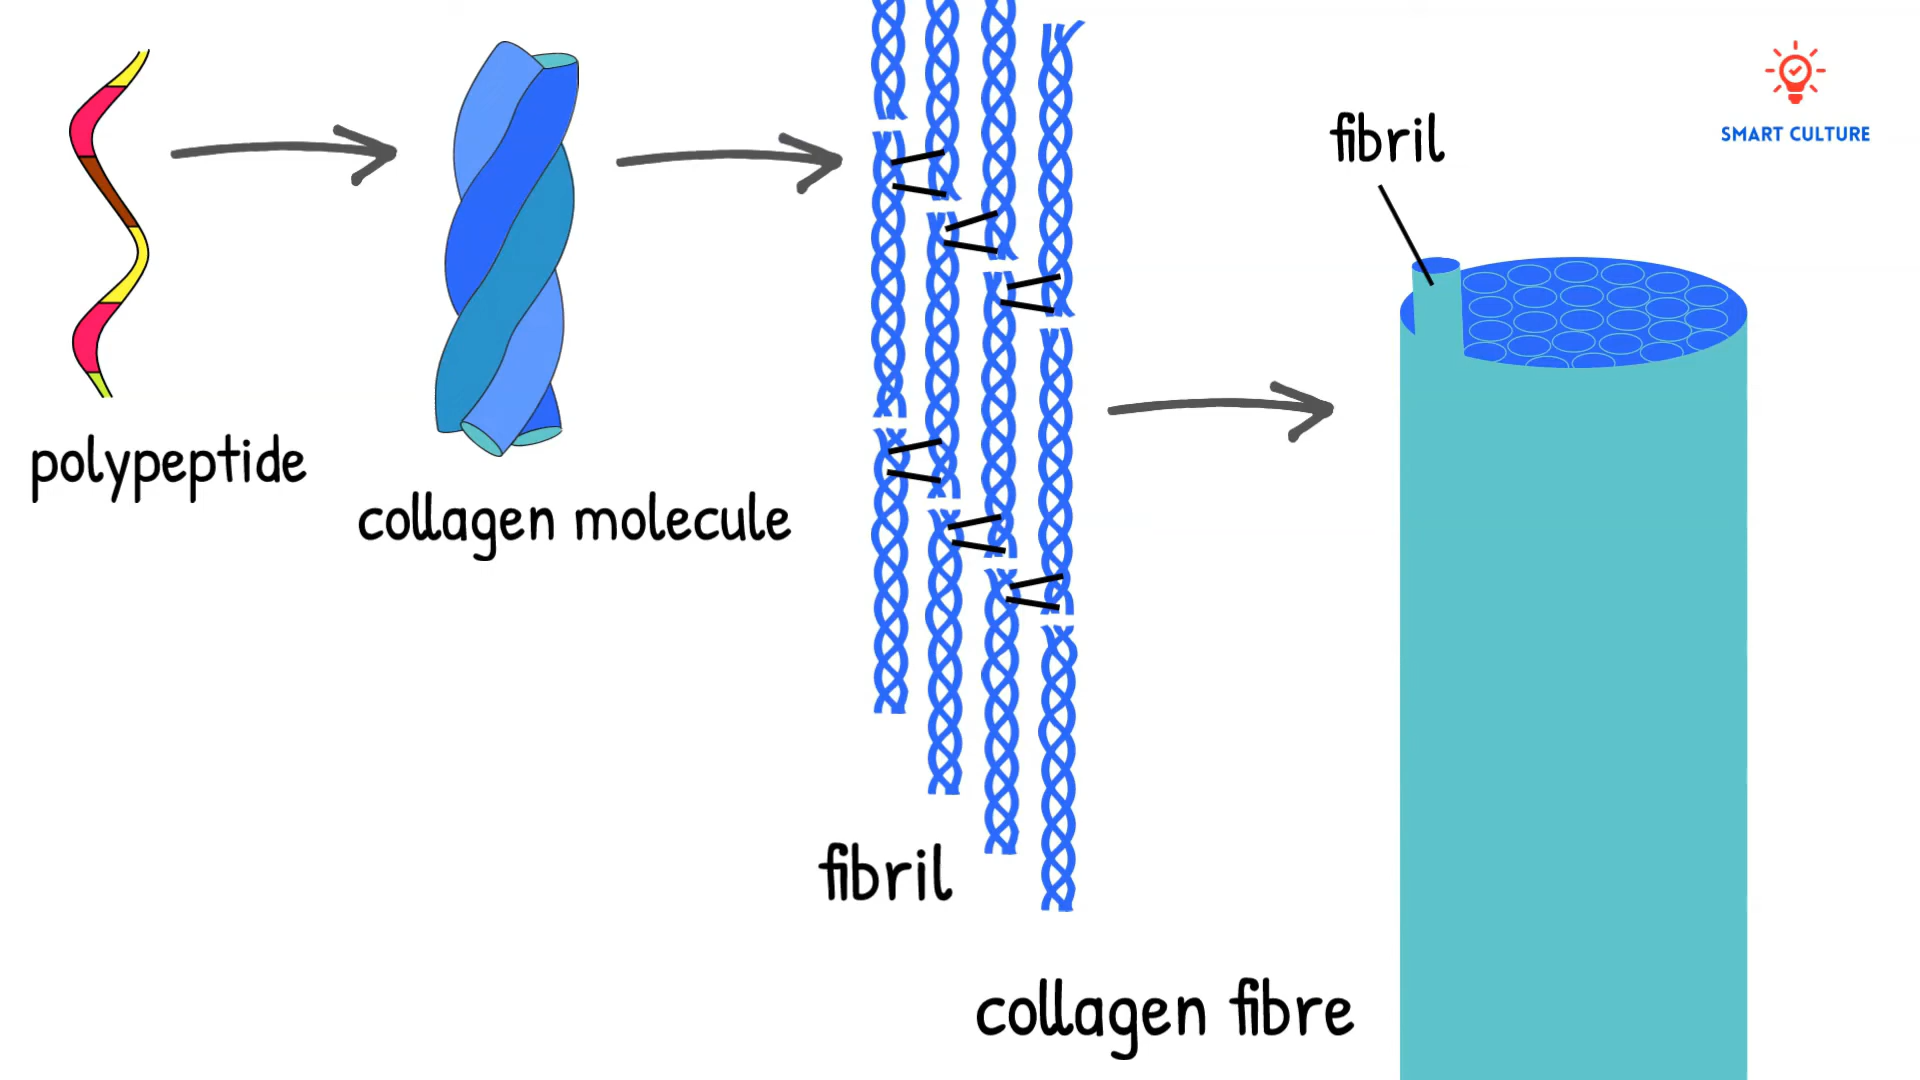 SMART CULTURE
fibril
polypeptide
collagen molecule
fibril
collagen fibre